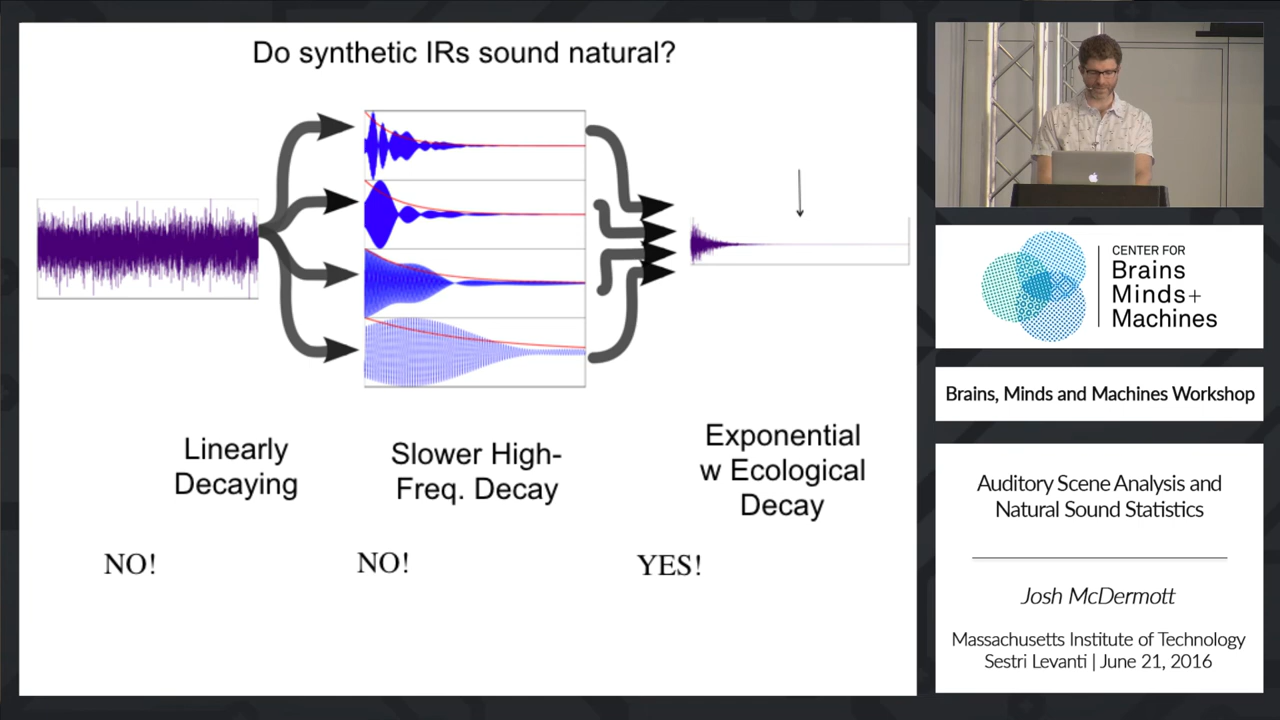 Do synthetic IRs sound natural?
Linearly
Decaying
Slower High-
Freq. Decay
Exponential
w Ecological
Decay
NO!
NO!
YES!
CENTER FOR
Brains
Minds+
Machines
Brains, Minds and Machines Workshop
Auditory Scene Analysis and
Natural Sound Statistics
Josh McDermott
Massachusetts Institute of Technology
Sestri Levanti | June 21, 2016